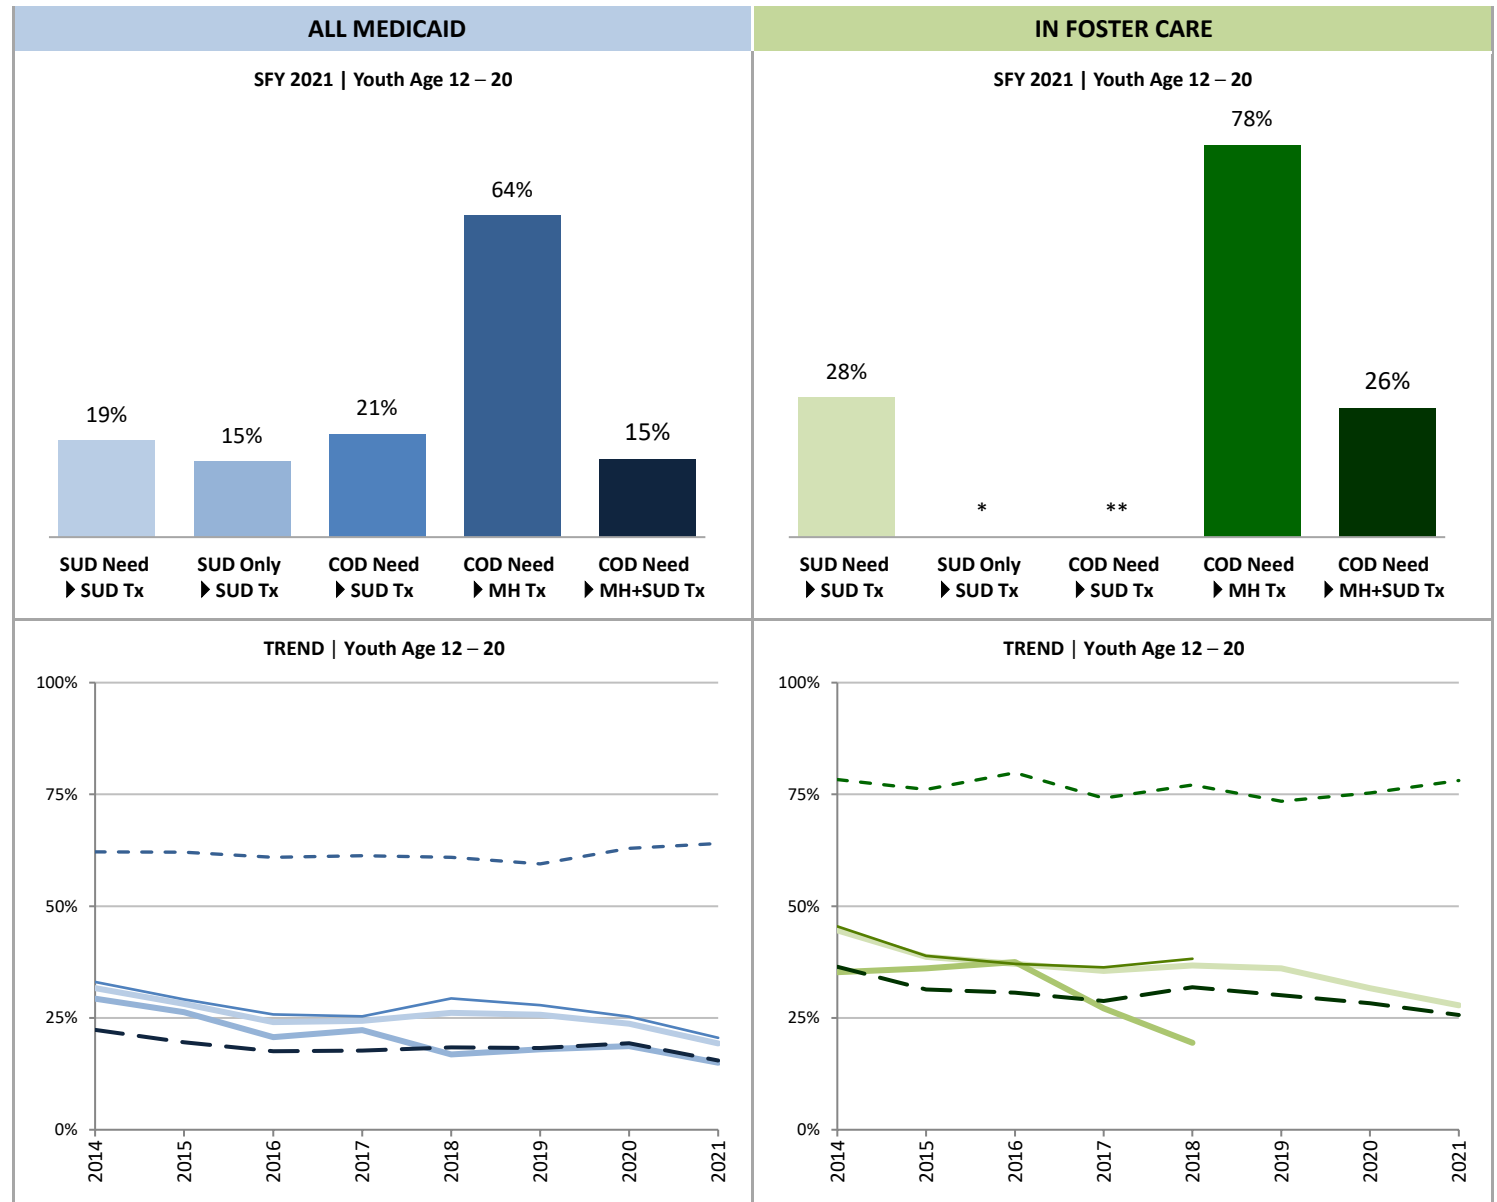 ALL MEDICAID
SFY 2021 | Youth Age 12 – 20
19%
15%
21%
64%
15%
SUD Need
▶ SUD Tx
SUD Only
▶ SUD Tx
COD Need
▶ SUD Tx
COD Need
▶ MH Tx
COD Need
▶ MH+SUD Tx
IN FOSTER CARE
SFY 2021 | Youth Age 12 – 20
28%
*
**
78%
26%
SUD Need
▶ SUD Tx
SUD Only
▶ SUD Tx
COD Need
▶ SUD Tx
COD Need
▶ MH Tx
COD Need
▶ MH+SUD Tx
TREND | Youth Age 12 – 20
100%
75%
50%
25%
0%
2014
2015
2016
2017
2018
2019
2020
2021
TREND | Youth Age 12 – 20
100%
75%
50%
25%
0%
2014
2015
2016
2017
2018
2019
2020
2021